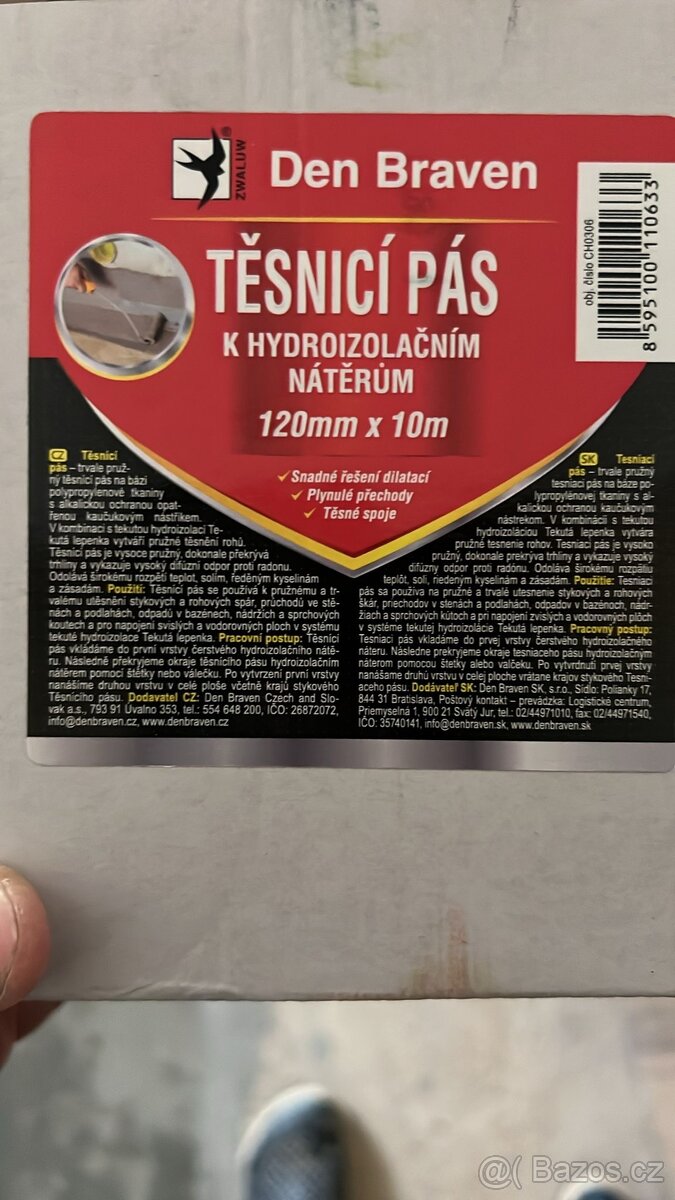 ZWALUW®
Den Braven
TĚSNICÍ PÁS
K HYDROIZOLAČNÍM
NÁTĚRŮM
120mm x 10m
obj. číslo CH0306
8 595100 110633
✓Snadné řešení dilatací
✓Plynulé přechody
✓Těsné spoje
CZ Těsnicí
pás – trvale pruž-
ný těsnicí pás na bázi
polypropylenové tkaniny
s alkalickou ochranou opat-
řenou kaučukovým nástřikem.
V kombinaci s tekutou hydroizolací Te-
kutá lepenka vytváří pružné těsnění rohů.
Těsnicí pás je vysoce pružný, dokonale překrývá
trhliny a vykazuje vysoký difúzní odpor proti radonu.
Odolává širokému rozpětí teplot, solím, ředěným kyselinám
a zásadám. Použití: Těsnicí pás se používá k pružnému a tr-
valému utěsnění stykových a rohových spár, průchodů ve stě-
nách a podlahách, odpadů v bazénech, nádržích a sprchových
koutech a pro napojení svislých a vodorovných ploch v systému
tekuté hydroizolace Tekutá lepenka. Pracovní postup: Těsnicí
pás vkládáme do první vrstvy čerstvého hydroizolačního nátě-
ru. Následně překryjeme okraje těsnicího pásu hydroizolačním
nátěrem pomocí štětky nebo válečku. Po vytvrzení první vrstvy
nanášíme druhou vrstvu v celé ploše včetně krajů stykového
Těsnicího pásu. Dodavatel CZ: Den Braven Czech and Slo-
vak a.s., 793 91 Úvalno 353, tel.: 554 648 200, IČO: 26872072,
info@denbraven.cz, www.denbraven.cz
SK Tesniaci
pás – trvale pružný
tesniaci pás na báze po-
lypropylénovej tkaniny s al-
kalickou ochranou kaučukovým
nástrekom. V kombinácii s tekutou
hydroizoláciou Tekutá lepenka vytvára
pružné tesnenie rohov. Tesniaci pás je vysoko
pružný, dokonale prekrýva trhliny a vykazuje vysoký
difúzny odpor proti radónu. Odoláva širokému rozpätiu
teplôt, soli, riedeným kyselinám a zásadám. Použitie: Tesniaci
pás sa používa na pružné a trvalé utesnenie stykových a rohových
škár, priechodov v stenách a podlahách, odpadov v bazénoch, nádr-
žiach a sprchových kútoch a pri napojení zvislých a vodorovných plôch
v systéme tekutej hydroizolácie Tekutá lepenka. Pracovný postup:
Tesniaci pás vkladáme do prvej vrstvy čerstvého hydroizolačného
náteru. Následne prekryjeme okraje tesniaceho pásu hydroizolačným
náterom pomocou štetky alebo valčeku. Po vytvrdnutí prvej vrstvy
nanášame druhú vrstvu v celej ploche vrátane krajov stykového Tesni-
aceho pásu. Dodávateľ SK: Den Braven SK, s.r.o., Sídlo: Polianky 17,
844 31 Bratislava, Poštový kontakt – prevádzka: Logistické centrum,
Priemyselná 1, 900 21 Svätý Jur, tel.: 02/44971010, fax: 02/44971540,
IČO: 35740141, info@denbraven.sk, www.denbraven.sk
@( Bazos.cz